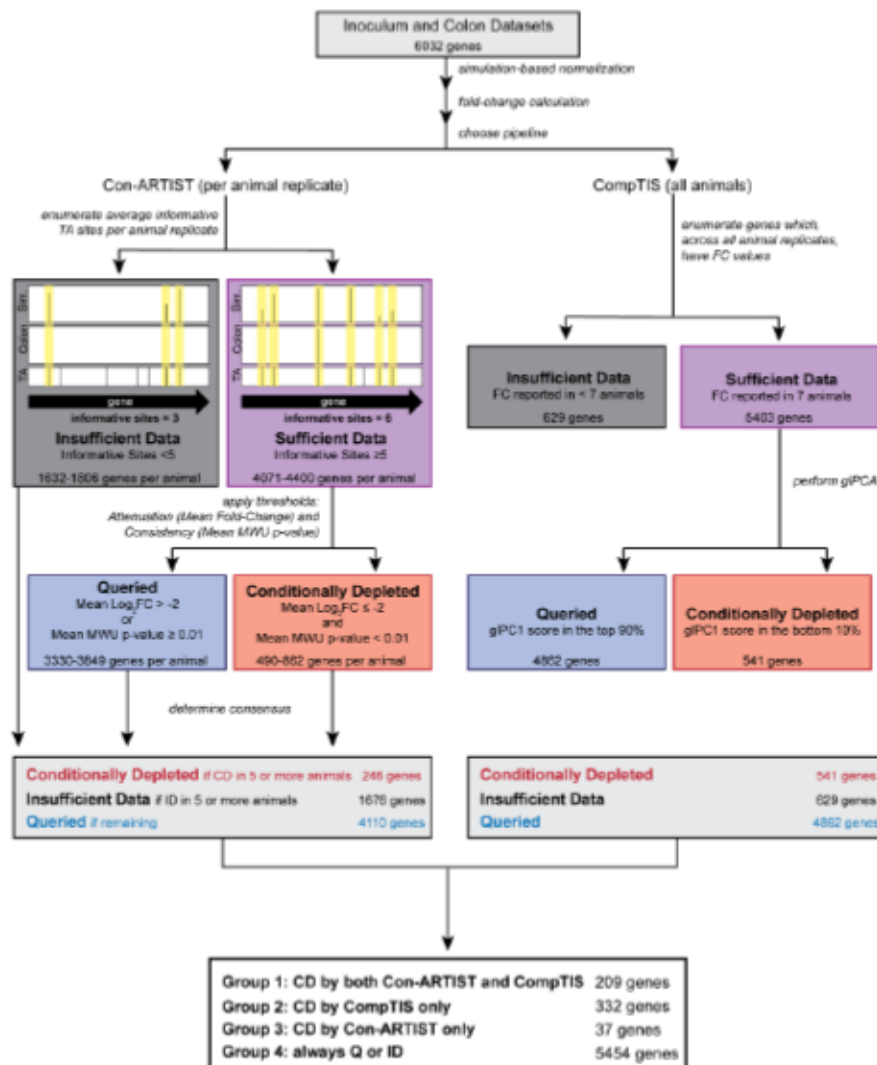 Inoculum and Colon Datasets
6032 genes
simulation-based normalization
fold-change calculation
choose pipeline
Con-ARTIST (per animal replicate)
CompTIS (all animals)
enumerate average informative
TA sites per animal replicate
enumerate genes which,
across all animal replicates,
have FC values
Sim.
Colon
TA
gene
informative sites = 3
Insufficient Data
Informative Sites <5
1632-1806 genes per animal
Sim.
Colon
TA
gene
informative sites = 6
Sufficient Data
Informative Sites ≥5
4071-4400 genes per animal
Insufficient Data
FC reported in < 7 animals
629 genes
Sufficient Data
FC reported in 7 animals
5403 genes
apply thresholds:
Attenuation (Mean Fold-Change) and
Consistency (Mean MWU p-value)
perform glPCA
Queried
Mean Log2FC > -2
or
Mean MWU p-value ≥ 0.01
3330-3849 genes per animal
Conditionally Depleted
Mean Log2FC ≤ -2
and
Mean MWU p-value < 0.01
490-862 genes per animal
Queried
glPC1 score in the top 90%
4862 genes
Conditionally Depleted
glPC1 score in the bottom 10%
541 genes
determine consensus
Conditionally Depleted if CD in 5 or more animals 246 genes
Insufficient Data if ID in 5 or more animals 1676 genes
Queried if remaining 4110 genes
Conditionally Depleted 541 genes
Insufficient Data 629 genes
Queried 4862 genes
Group 1: CD by both Con-ARTIST and CompTIS 209 genes
Group 2: CD by CompTIS only 332 genes
Group 3: CD by Con-ARTIST only 37 genes
Group 4: always Q or ID 5454 genes